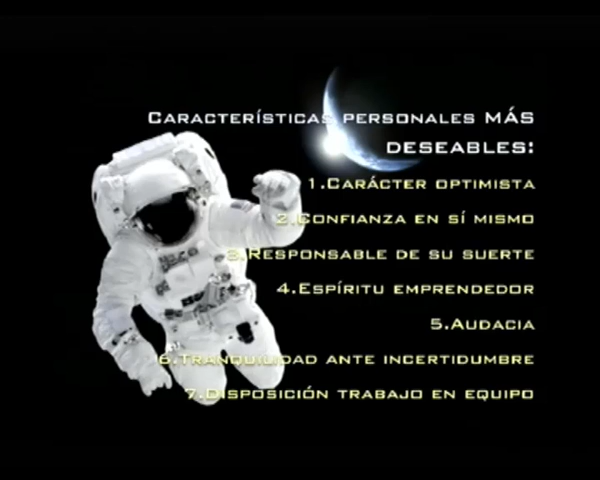 Características personales MÁS
DESEABLES:
1.Carácter optimista
2.Confianza en sí mismo
3.Responsable de su suerte
4.Espíritu emprendedor
5.Audacia
6.Tranquilidad ante incertidumbre
7.Disposición trabajo en equipo